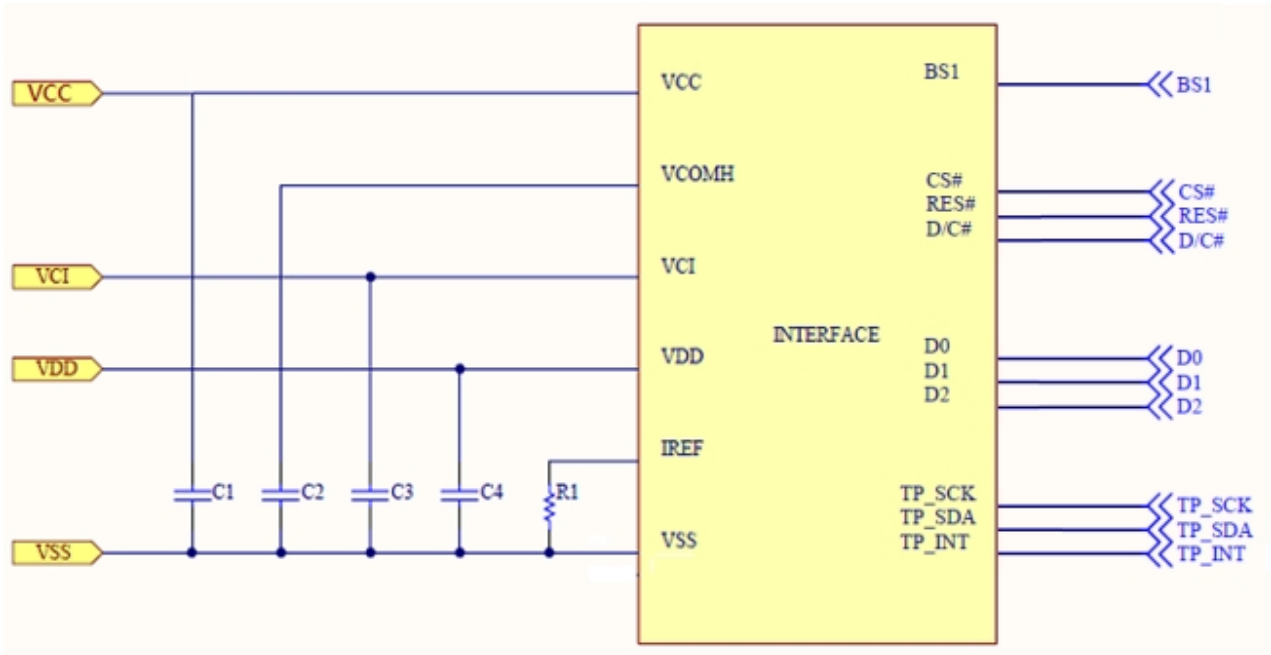 VCC
VCI
VDD
VSS
C1
C2
C3
C4
R1
VCC
VCOMH
VCI
VDD
IREF
VSS
INTERFACE
BS1
CS#
RES#
D/C#
D0
D1
D2
TP_SCK
TP_SDA
TP_INT
BS1
CS#
RES#
D/C#
D0
D1
D2
TP_SCK
TP_SDA
TP_INT